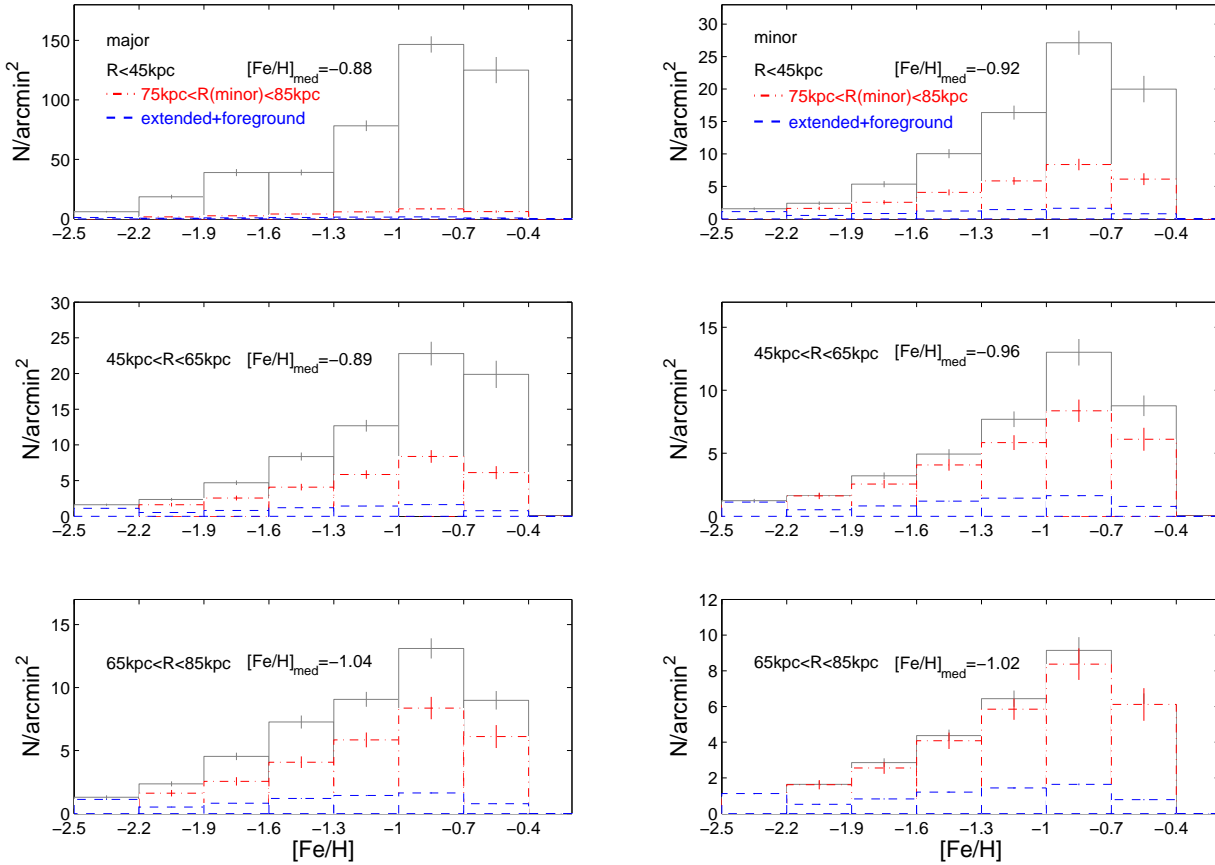 major
R<45kpc [Fe/H]med=−0.88
75kpc<R(minor)<85kpc
extended+foreground
N/arcmin2
150
100
50
0
−2.5 −2.2 −1.9 −1.6 −1.3 −1 −0.7 −0.4
minor
R<45kpc [Fe/H]med=−0.92
75kpc<R(minor)<85kpc
extended+foreground
N/arcmin2
30
25
20
15
10
5
0
−2.5 −2.2 −1.9 −1.6 −1.3 −1 −0.7 −0.4
45kpc<R<65kpc [Fe/H]med=−0.89
N/arcmin2
30
25
20
15
10
5
0
−2.5 −2.2 −1.9 −1.6 −1.3 −1 −0.7 −0.4
45kpc<R<65kpc [Fe/H]med=−0.96
N/arcmin2
15
10
5
0
−2.5 −2.2 −1.9 −1.6 −1.3 −1 −0.7 −0.4
65kpc<R<85kpc [Fe/H]med=−1.04
N/arcmin2
15
10
5
0
−2.5 −2.2 −1.9 −1.6 −1.3 −1 −0.7 −0.4
[Fe/H]
65kpc<R<85kpc [Fe/H]med=−1.02
N/arcmin2
12
10
8
6
4
2
0
−2.5 −2.2 −1.9 −1.6 −1.3 −1 −0.7 −0.4
[Fe/H]